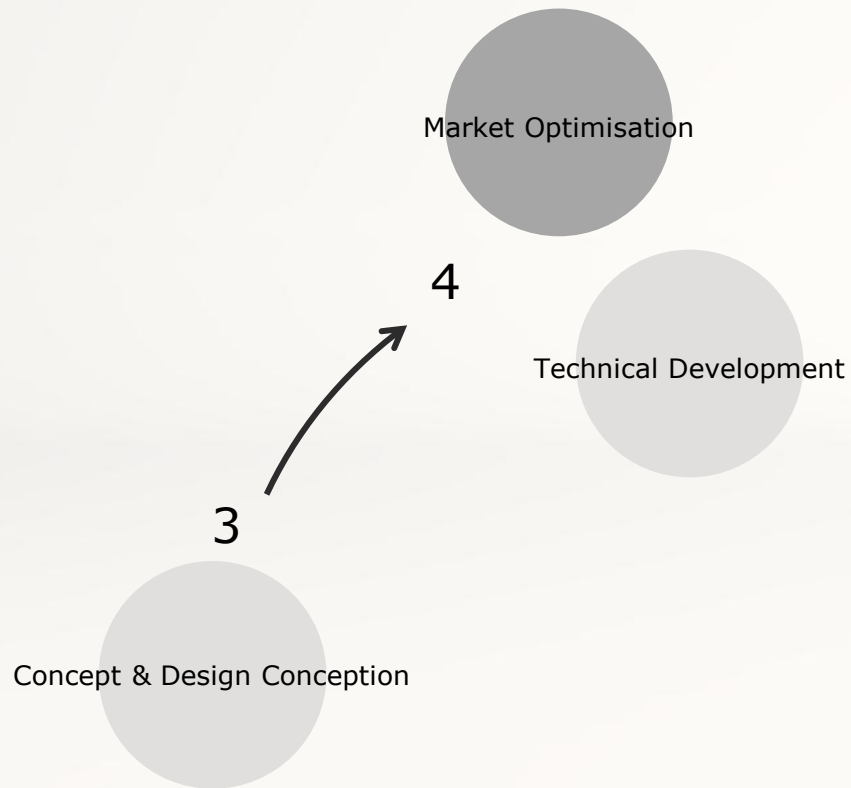 Market Optimisation
4
Technical Development
3
Concept & Design Conception